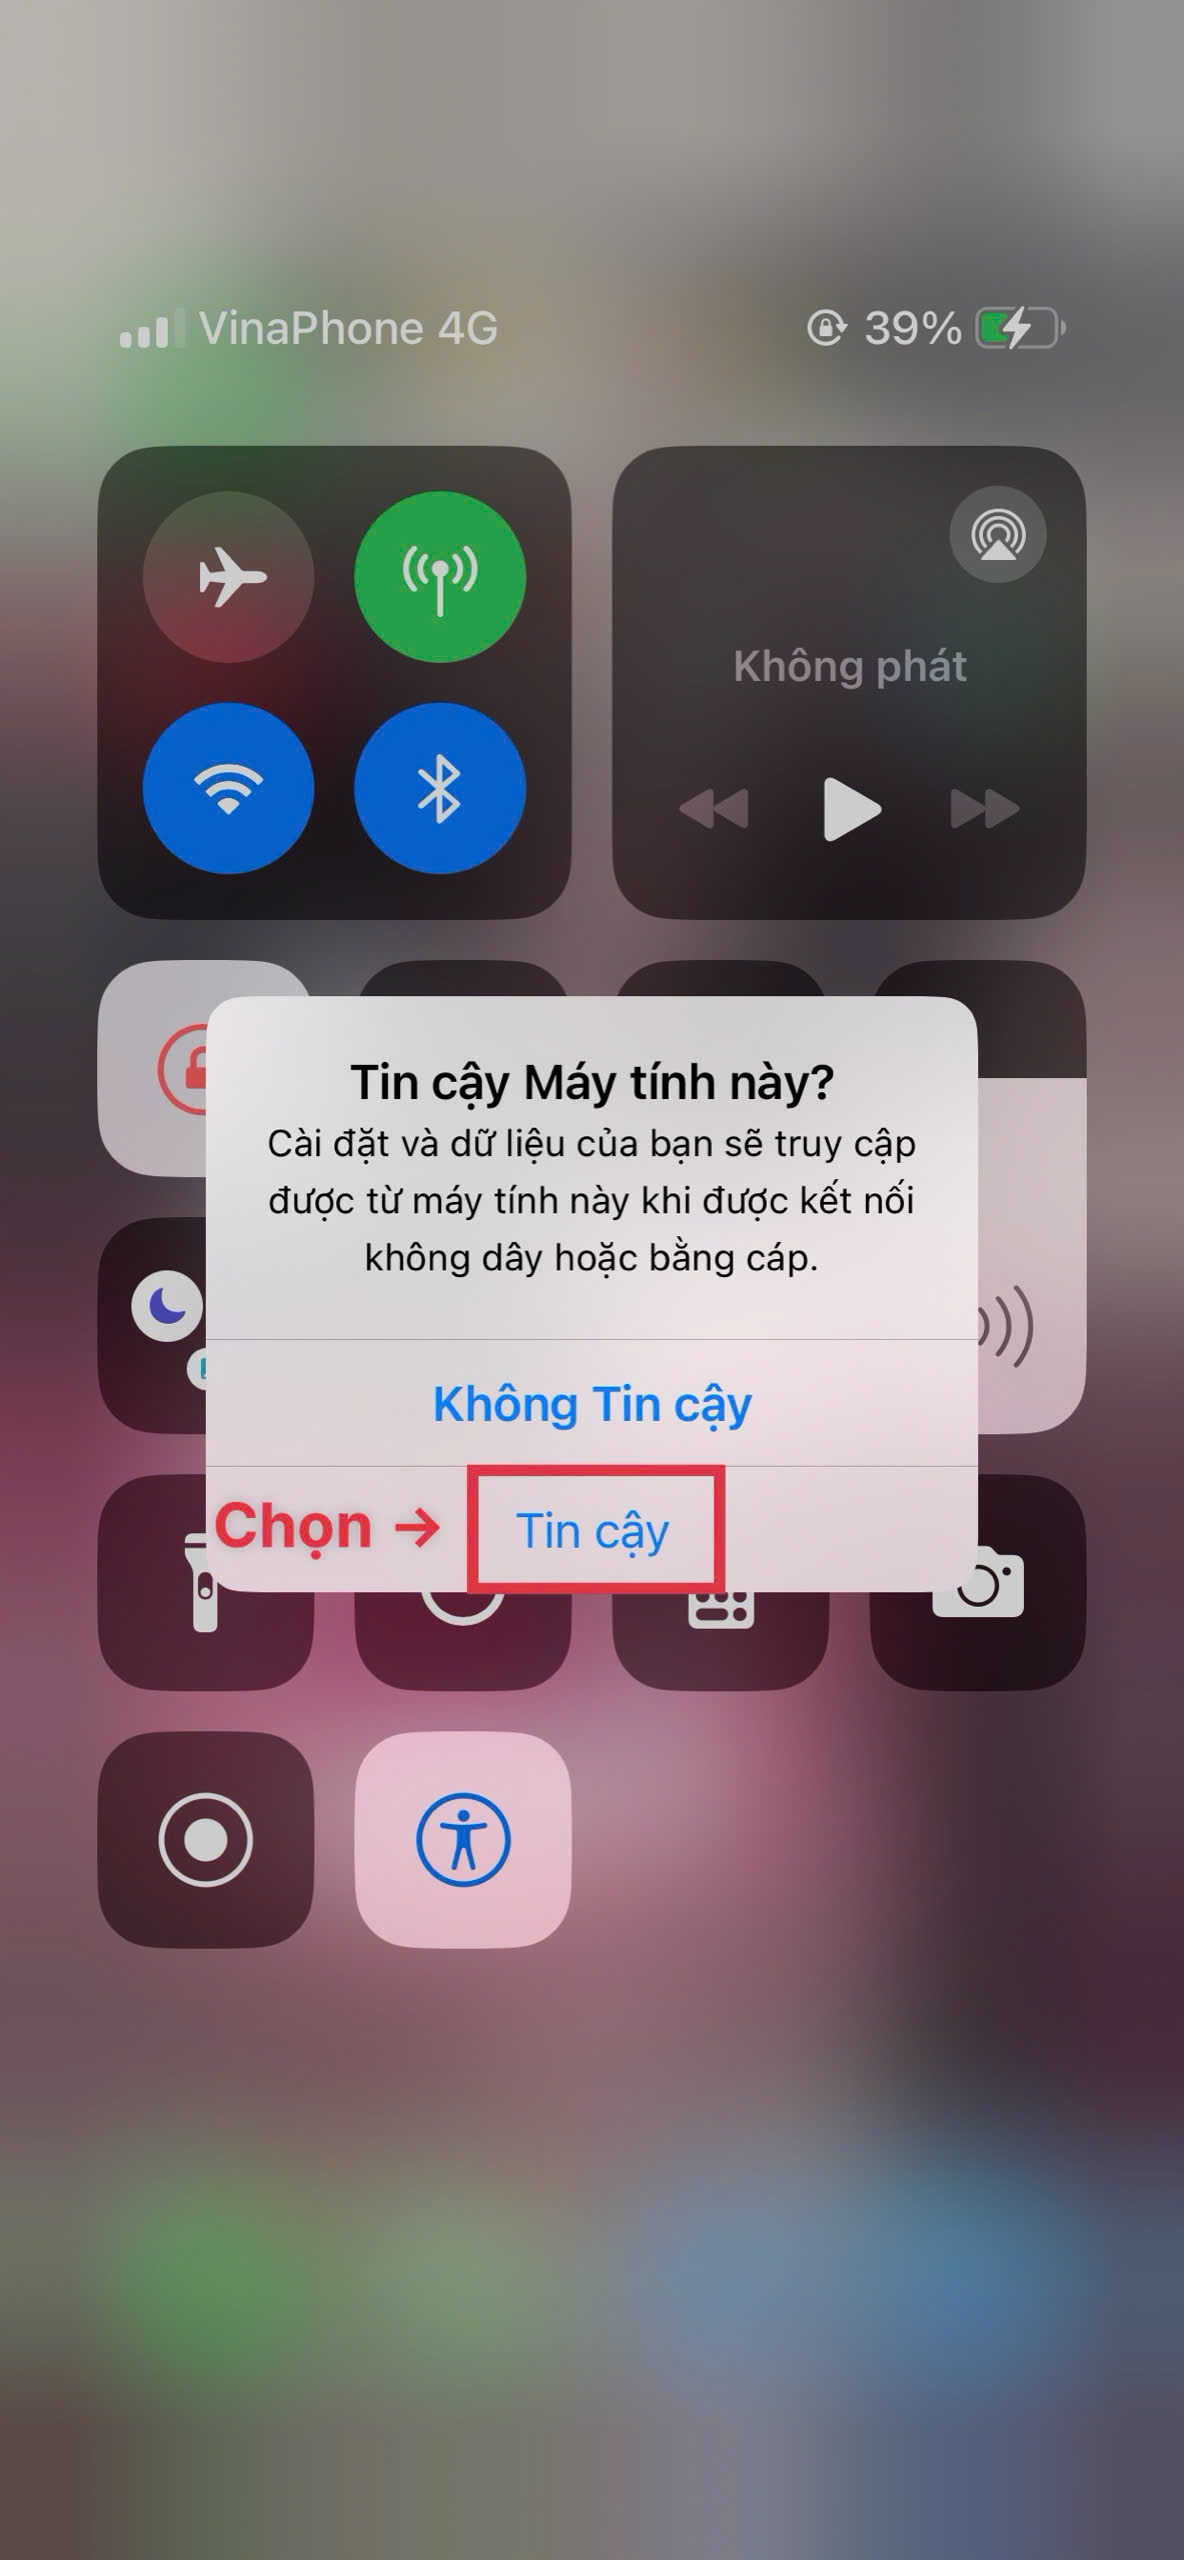 VinaPhone 4G 39%
Không phát
Tin cậy Máy tính này?
Cài đặt và dữ liệu của bạn sẽ truy cập
được từ máy tính này khi được kết nối
không dây hoặc bằng cáp.
Không Tin cậy
Chọn → Tin cậy